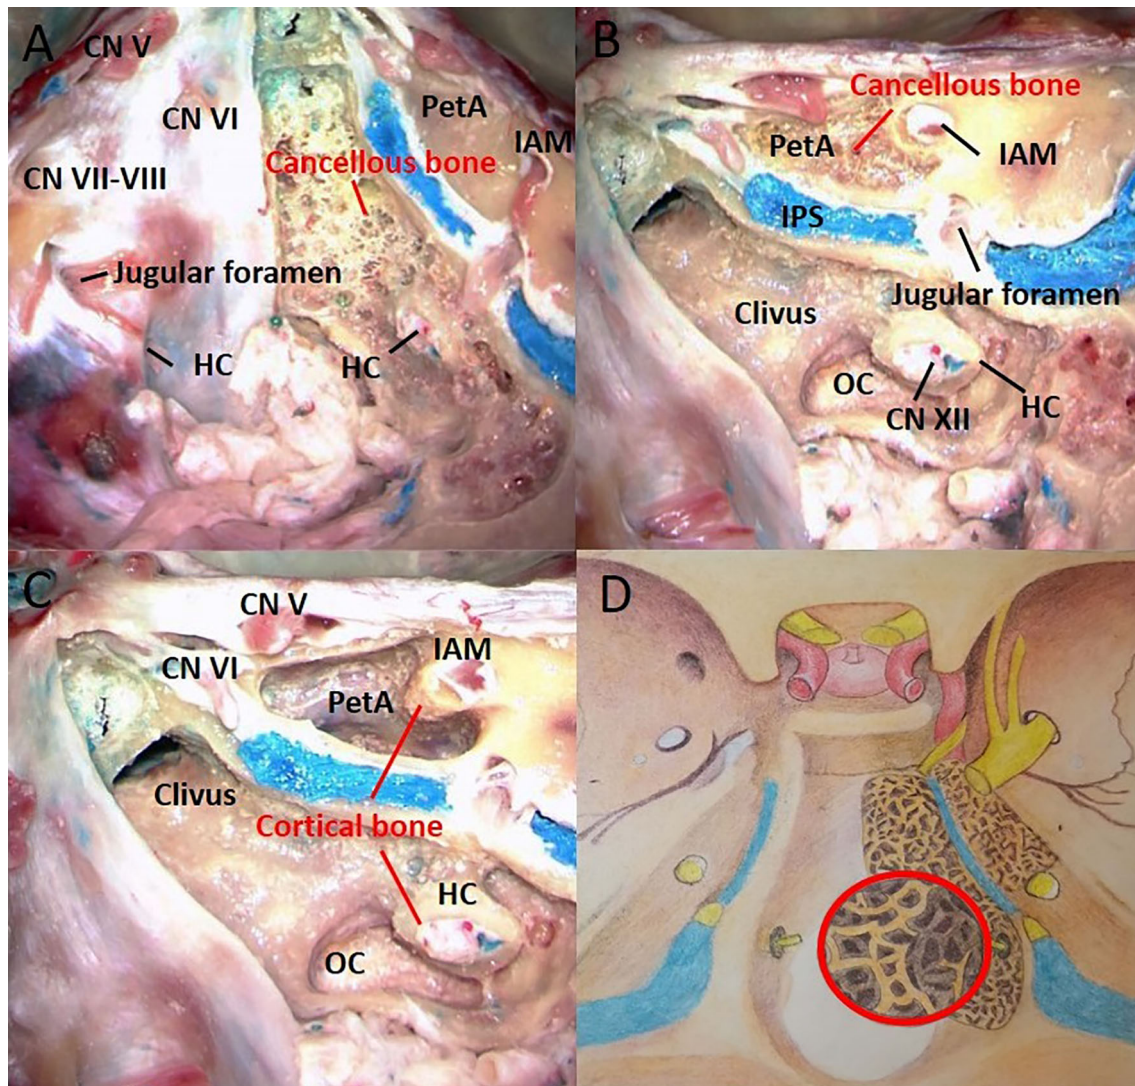 A
CN V
CN VI
PetA
IAM
Cancellous bone
CN VII-VIII
Jugular foramen
HC
HC
B
Cancellous bone
PetA
IAM
IPS
Jugular foramen
Clivus
OC
CN XII
HC
C
CN V
CN VI
IAM
PetA
Clivus
Cortical bone
HC
OC
D